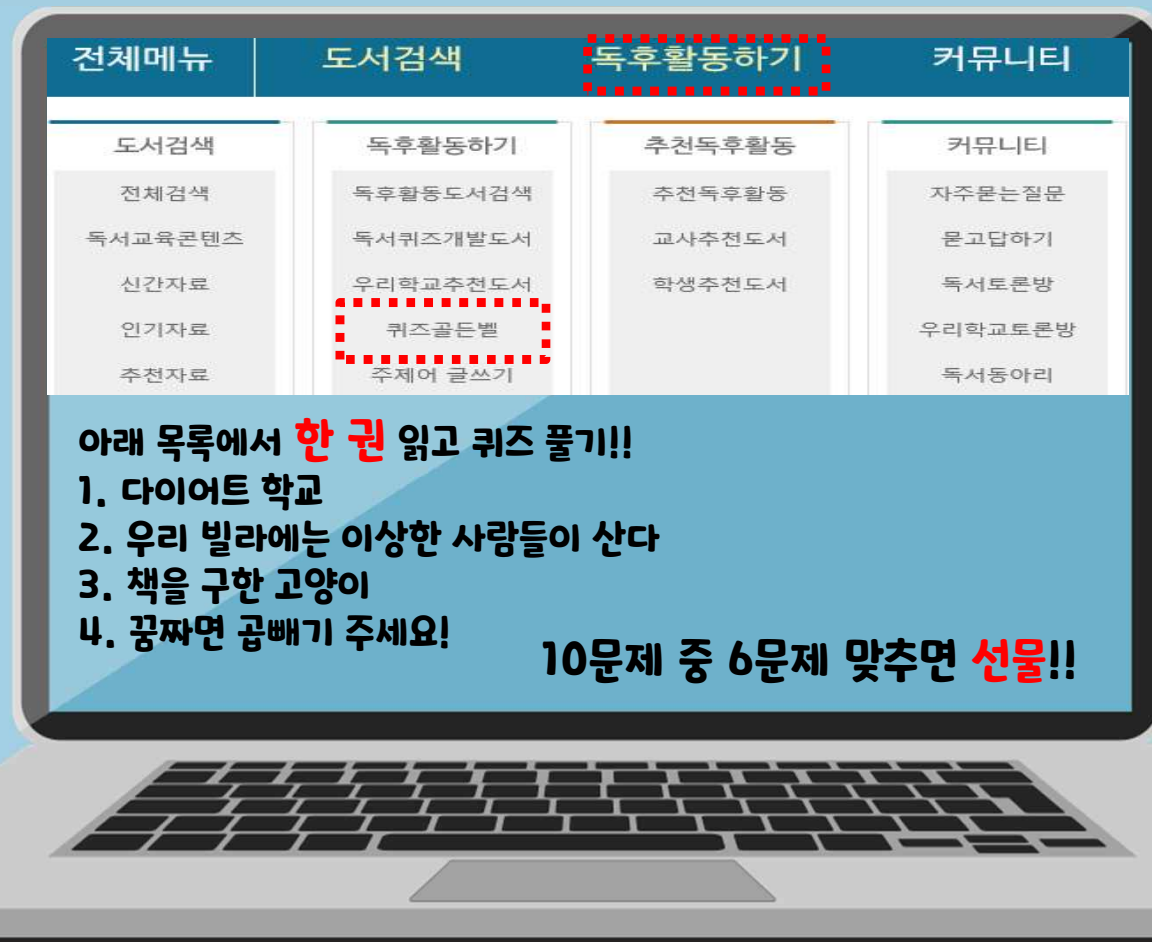 전체메뉴 도서검색 독후활동하기 커뮤니티
도서검색 독후활동하기 추천독후활동 커뮤니티
전체검색 독후활동도서검색 추천독후활동 자주묻는질문
독서교육콘텐츠 독서퀴즈개발도서 교사추천도서 묻고답하기
신간자료 우리학교추천도서 학생추천도서 독서토론방
인기자료 퀴즈골든벨 우리학교토론방
추천자료 주제어 글쓰기 독서동아리
아래 목록에서 한 권 읽고 퀴즈 풀기!!
1. 다이어트 학교
2. 우리 빌라에는 이상한 사람들이 산다
3. 책을 구한 고양이
4. 꿈짜면 곱빼기 주세요!
10문제 중 6문제 맞추면 선물!!